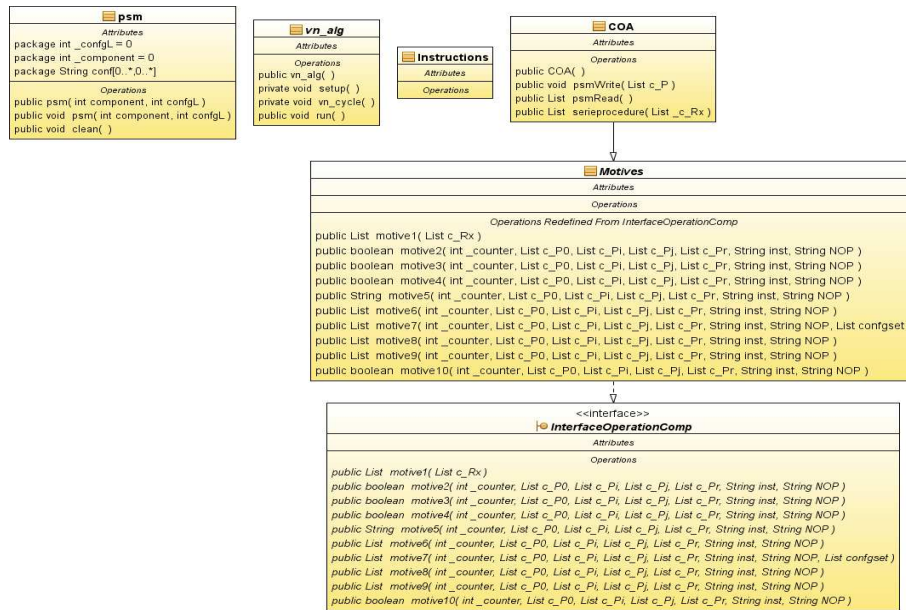 psm
Attributes
package int _confgL = 0
package int _component = 0
package String conf[0..*,0..*]
Operations
public psm( int component, int confgL )
public void psm( int component, int confgL )
public void clean( )
vn_alg
Attributes
Operations
public vn_alg( )
private void setup( )
private void vn_cycle( )
public void run( )
Instructions
Attributes
Operations
COA
Attributes
Operations
public COA( )
public void psmWrite( List c_P )
public List psmRead( )
public List serieprocedure( List _c_Rx )
Motives
Attributes
Operations
Operations Redefined From InterfaceOperationComp
public List motive1( List c_Rx )
public boolean motive2( int _counter, List c_P0, List c_Pi, List c_Pj, List c_Pr, String inst, String NOP )
public boolean motive3( int _counter, List c_P0, List c_Pi, List c_Pj, List c_Pr, String inst, String NOP )
public boolean motive4( int _counter, List c_P0, List c_Pi, List c_Pj, List c_Pr, String inst, String NOP )
public String motive5( int _counter, List c_P0, List c_Pi, List c_Pj, List c_Pr, String inst, String NOP )
public List motive6( int _counter, List c_P0, List c_Pi, List c_Pj, List c_Pr, String inst, String NOP )
public List motive7( int _counter, List c_P0, List c_Pi, List c_Pj, List c_Pr, String inst, String NOP, List confgset
public List motive8( int _counter, List c_P0, List c_Pi, List c_Pj, List c_Pr, String inst, String NOP )
public List motive9( int _counter, List c_P0, List c_Pi, List c_Pj, List c_Pr, String inst, String NOP )
public boolean motive10( int _counter, List c_P0, List c_Pi, List c_Pj, List c_Pr, String inst, String NOP )
<<interface>>
InterfaceOperationComp
Attributes
Operations
public List motive1( List c_Rx )
public boolean motive2( int _counter, List c_P0, List c_Pi, List c_Pj, List c_Pr, String inst, String NOP )
public boolean motive3( int _counter, List c_P0, List c_Pi, List c_Pj, List c_Pr, String inst, String NOP )
public boolean motive4( int _counter, List c_P0, List c_Pi, List c_Pj, List c_Pr, String inst, String NOP )
public String motive5( int _counter, List c_P0, List c_Pi, List c_Pj, List c_Pr, String inst, String NOP )
public List motive6( int _counter, List c_P0, List c_Pi, List c_Pj, List c_Pr, String inst, String NOP )
public List motive7( int _counter, List c_P0, List c_Pi, List c_Pj, List c_Pr, String inst, String NOP, List confgset )
public List motive8( int _counter, List c_P0, List c_Pi, List c_Pj, List c_Pr, String inst, String NOP )
public List motive9( int _counter, List c_P0, List c_Pi, List c_Pj, List c_Pr, String inst, String NOP )
public boolean motive10( int _counter, List c_P0, List c_Pi, List c_Pj, List c_Pr, String inst, String NOP )